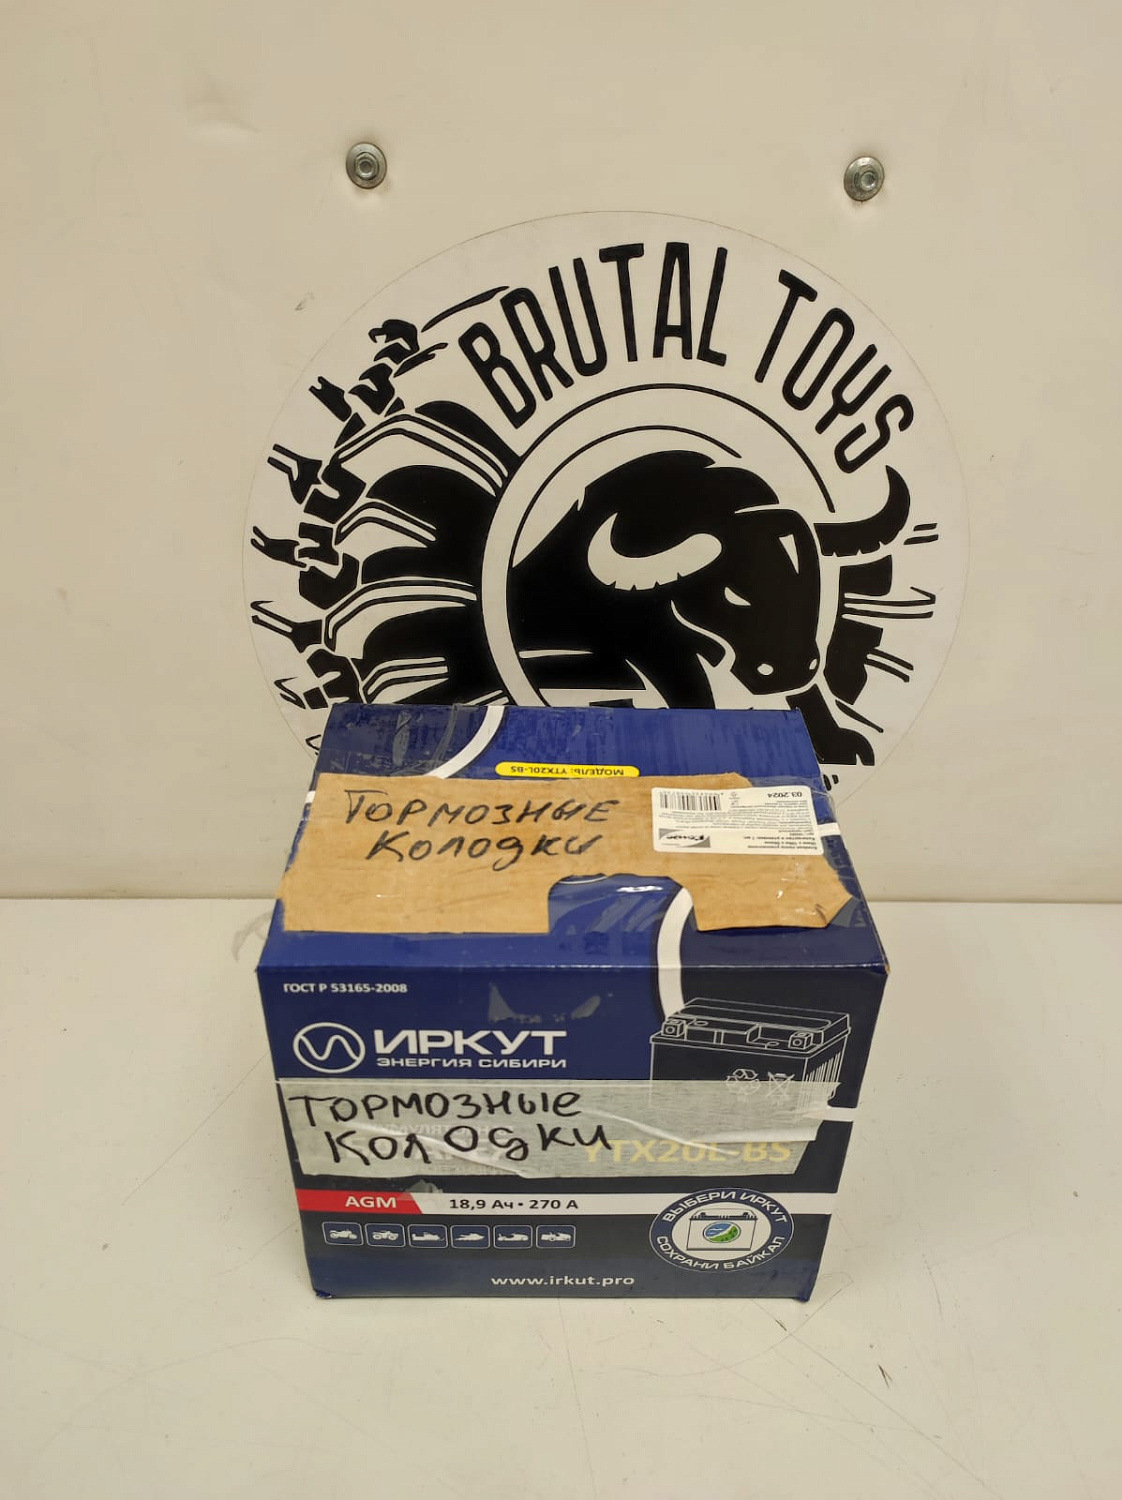 BRUTAL TOYS
МОДЕЛЬ: YTX20L-BS
ТОРМОЗНЫЕ
КОЛОДКИ
03.2024
ГОСТ Р 53165-2008
ИРКУТ
ЭНЕРГИЯ СИБИРИ
ТОРМОЗНЫЕ
КОЛОДКИ
YTX20L-BS
AGM 18,9 Ач • 270 А
ВЫБЕРИ ИРКУТ
СОХРАНИ БАЙКАЛ
www.irkut.pro